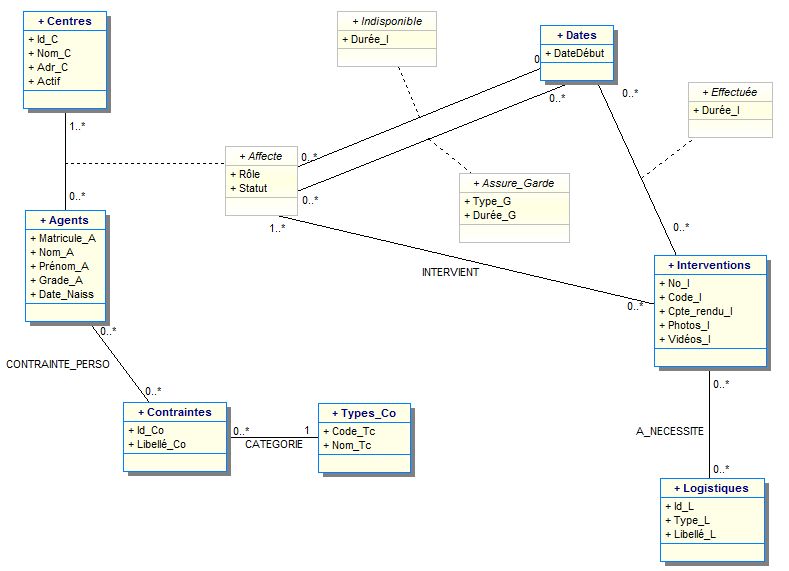 + Centres
+ Id_C
+ Nom_C
+ Adr_C
+ Actif
+ Indisponible
+ Durée_I
+ Dates
+ DateDébut
0..*
0..*
0..*
+ Effectuée
+ Durée_I
1..*
+ Affecte
+ Rôle
+ Statut
0..*
0..*
1..*
+ Assure_Garde
+ Type_G
+ Durée_G
0..*
+ Agents
+ Matricule_A
+ Nom_A
+ Prénom_A
+ Grade_A
+ Date_Naiss
0..*
INTERVIENT
0..*
0..*
+ Interventions
+ No_I
+ Code_I
+ Cpte_rendu_I
+ Photos_I
+ Vidéos_I
CONTRAINTE_PERSO
0..*
+ Contraintes
+ Id_Co
+ Libellé_Co
0..*
1
CATEGORIE
+ Types_Co
+ Code_Tc
+ Nom_Tc
0..*
A_NECESSITE
0..*
+ Logistiques
+ Id_L
+ Type_L
+ Libellé_L